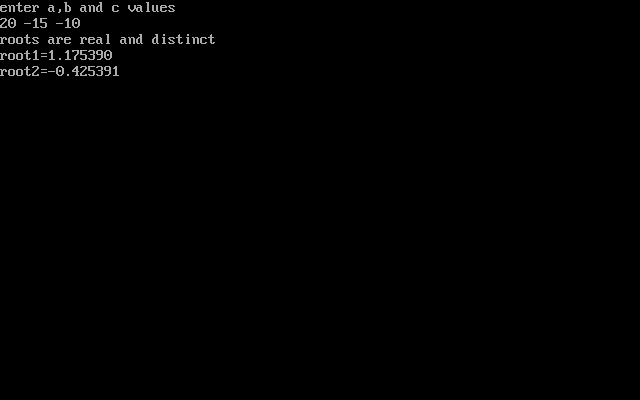 enter a,b and c values
20 -15 -10
roots are real and distinct
root1=1.175390
root2=-0.425391